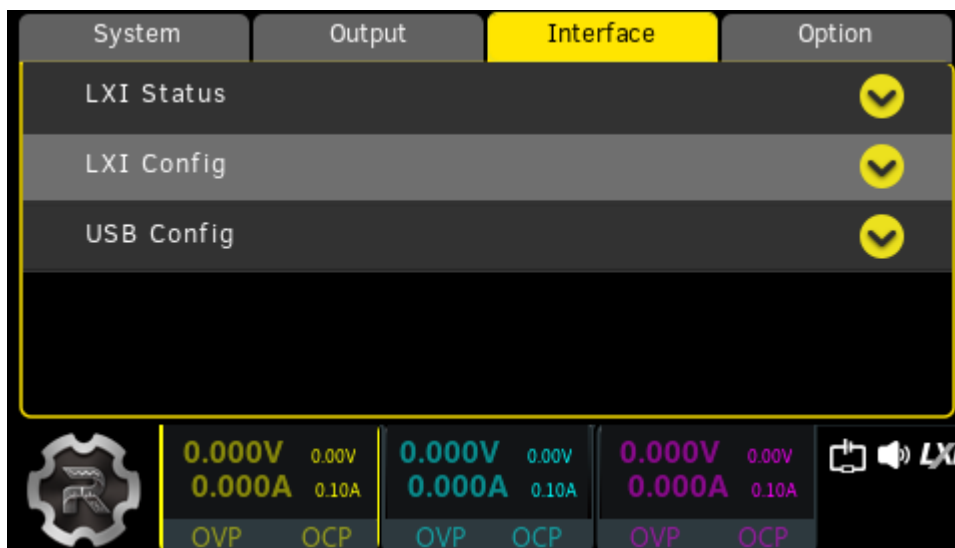 System Output Interface Option
LXI Status
LXI Config
USB Config
0.000V 0.00V 0.000V 0.00V 0.000V 0.00V
0.000A 0.10A 0.000A 0.10A 0.000A 0.10A
OVP OCP OVP OCP OVP OCP
LXI